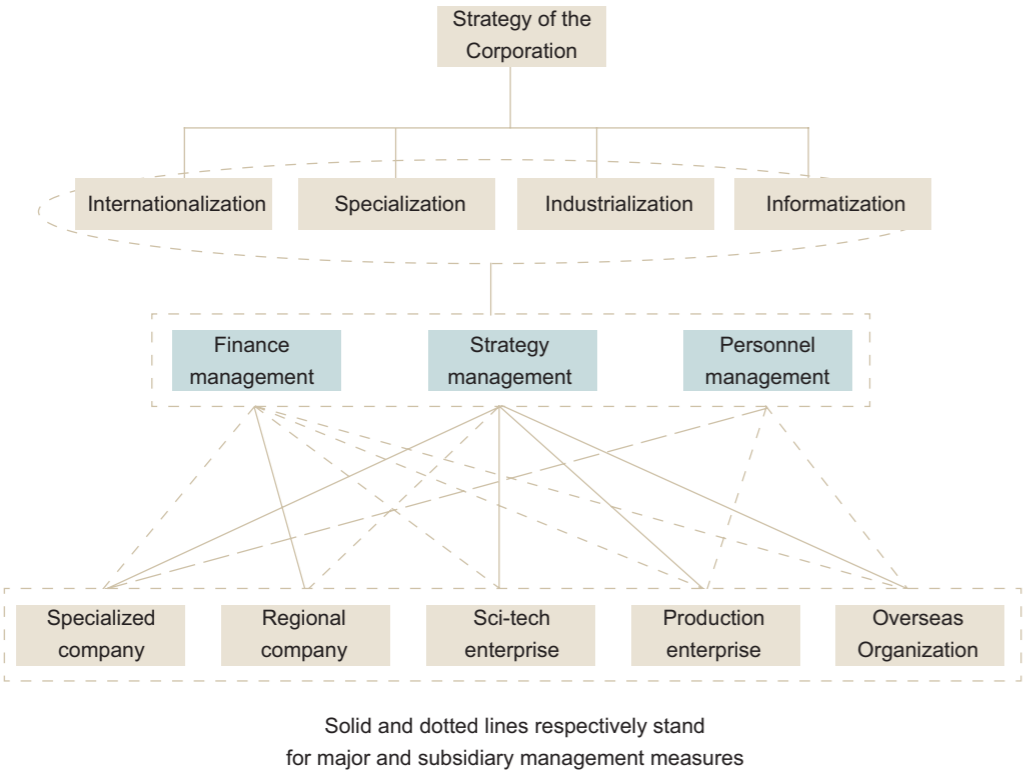 Strategy of the
Corporation
Internationalization
Specialization
Industrialization
Informatization
Finance
management
Strategy
management
Personnel
management
Specialized
company
Regional
company
Sci-tech
enterprise
Production
enterprise
Overseas
Organization
Solid and dotted lines respectively stand
for major and subsidiary management measures